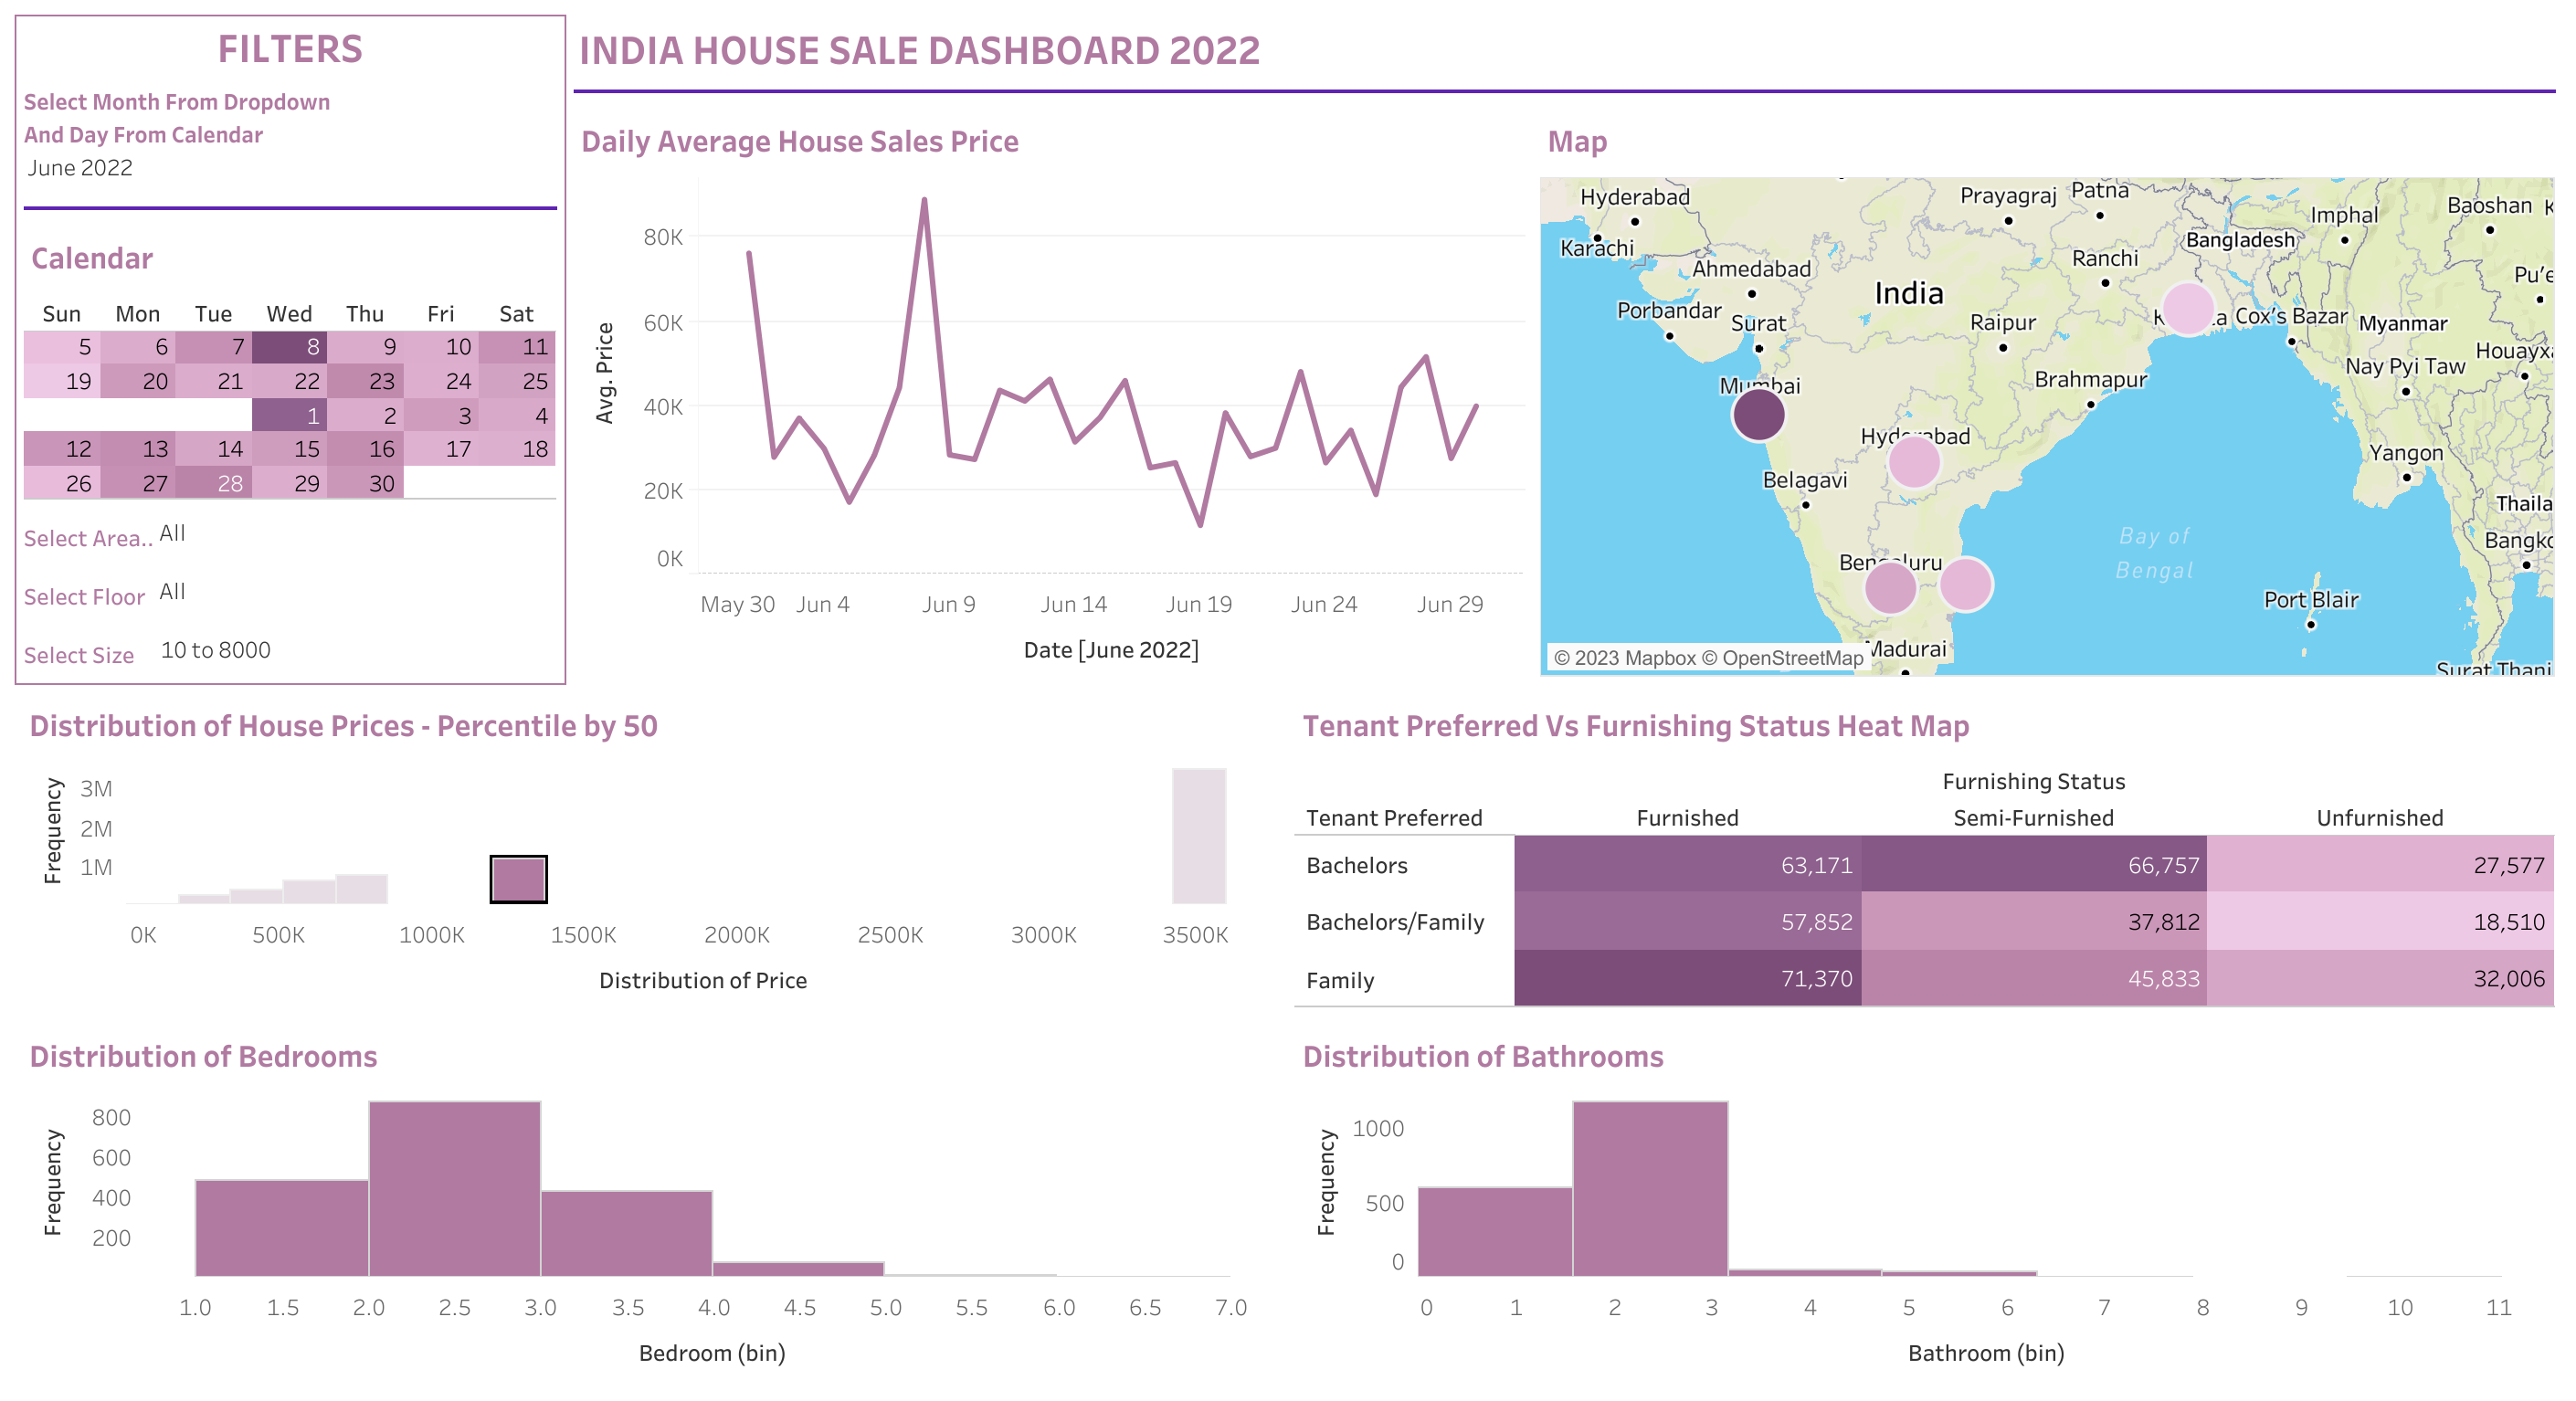 FILTERS
Select Month From Dropdown
And Day From Calendar
June 2022
Calendar
Sun Mon Tue Wed Thu Fri Sat
5 6 7 8 9 10 11
19 20 21 22 23 24 25
1 2 3 4
12 13 14 15 16 17 18
26 27 28 29 30
Select Area.. All
Select Floor All
Select Size 10 to 8000
INDIA HOUSE SALE DASHBOARD 2022
Daily Average House Sales Price
Avg. Price
80K
60K
40K
20K
0K
May 30 Jun 4 Jun 9 Jun 14 Jun 19 Jun 24 Jun 29
Date [June 2022]
Map
Hyderabad
Karachi
Prayagraj
Patna
Imphal
Baoshan K
Bangladesh
Ahmedabad
Ranchi
India
Pu'e
Porbandar
Surat
Raipur
Cox's Bazar
Myanmar
Houayxa
Nay Pyi Taw
Mumbai
Brahmapur
Hyderabad
Yangon
Belagavi
Thaila
Bay of
Bengal
Bangko
Bengaluru
Port Blair
Madurai
Surat Thani
© 2023 Mapbox © OpenStreetMap
Distribution of House Prices - Percentile by 50
Frequency
3M
2M
1M
0K 500K 1000K 1500K 2000K 2500K 3000K 3500K
Distribution of Price
Tenant Preferred Vs Furnishing Status Heat Map
Furnishing Status
Tenant Preferred Furnished Semi-Furnished Unfurnished
Bachelors 63,171 66,757 27,577
Bachelors/Family 57,852 37,812 18,510
Family 71,370 45,833 32,006
Distribution of Bedrooms
Frequency
800
600
400
200
1.0 1.5 2.0 2.5 3.0 3.5 4.0 4.5 5.0 5.5 6.0 6.5 7.0
Bedroom (bin)
Distribution of Bathrooms
Frequency
1000
500
0
0 1 2 3 4 5 6 7 8 9 10 11
Bathroom (bin)